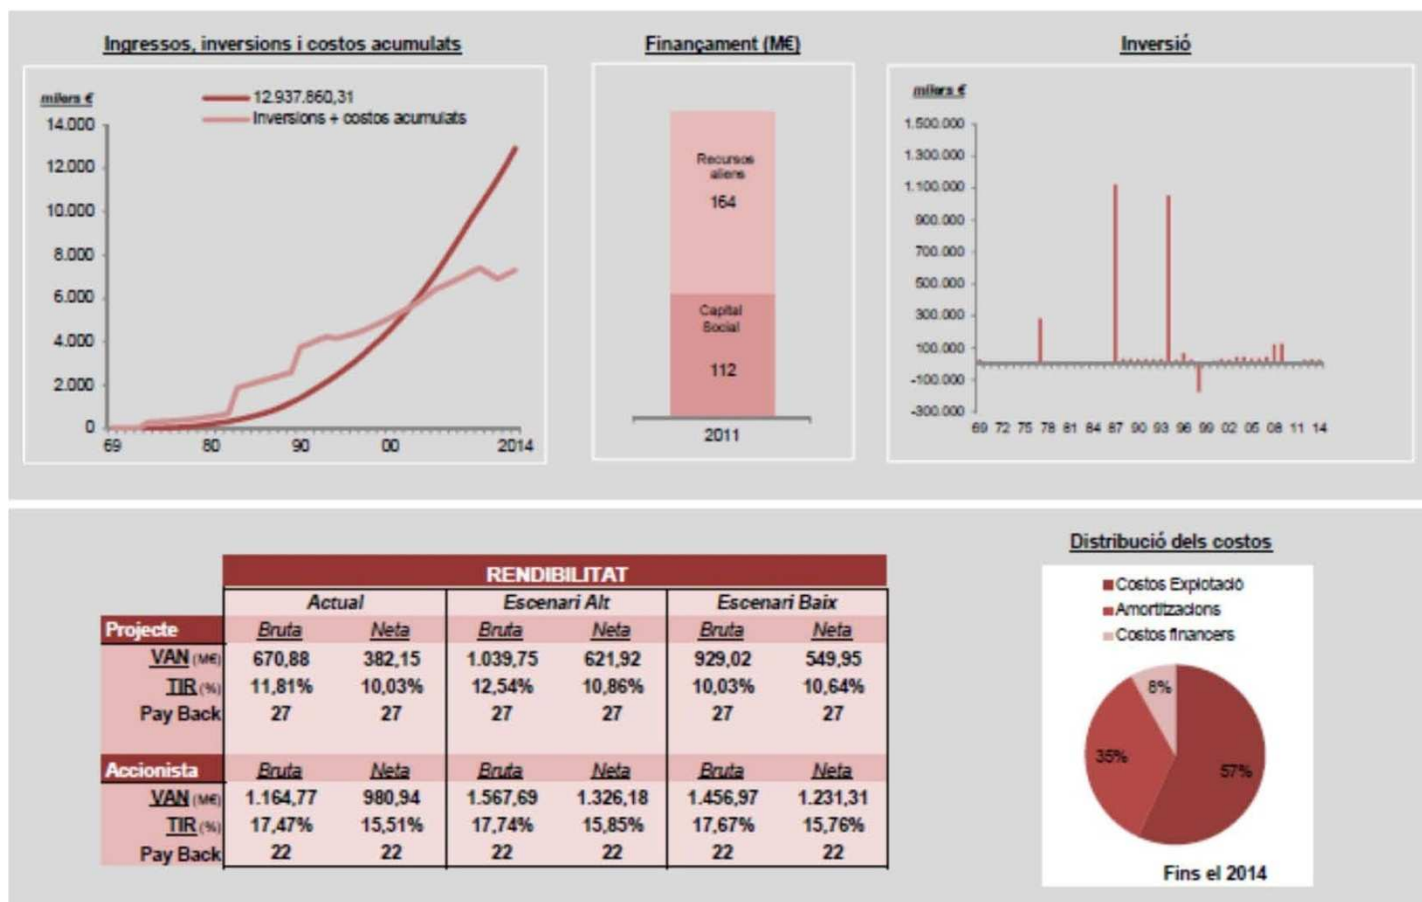 Ingressos, inversions i costos acumulats
milers €
12.937.860,31
Inversions + costos acumulats
14.000
12.000
10.000
8.000
6.000
4.000
2.000
0
69 80 90 00 2014
Finançament (M€)
Recursos
aliens
164
Capital
Social
112
2011
Inversió
milers €
1.500.000
1.300.000
1.100.000
900.000
700.000
500.000
300.000
100.000
-100.000
-300.000
69 72 75 78 81 84 87 90 93 96 99 02 05 08 11 14
RENDIBILITAT
Actual Escenari Alt Escenari Baix
Projecte Bruta Neta Bruta Neta Bruta Neta
VAN (M€) 670,88 382,15 1.039,75 621,92 929,02 549,95
TIR (%) 11,81% 10,03% 12,54% 10,86% 10,03% 10,64%
Pay Back 27 27 27 27 27 27
Accionista Bruta Neta Bruta Neta Bruta Neta
VAN (M€) 1.164,77 980,94 1.567,69 1.326,18 1.456,97 1.231,31
TIR (%) 17,47% 15,51% 17,74% 15,85% 17,67% 15,76%
Pay Back 22 22 22 22 22 22
Distribució dels costos
Costos Explotació
Amortitzacions
Costos financers
8%
35%
57%
Fins el 2014